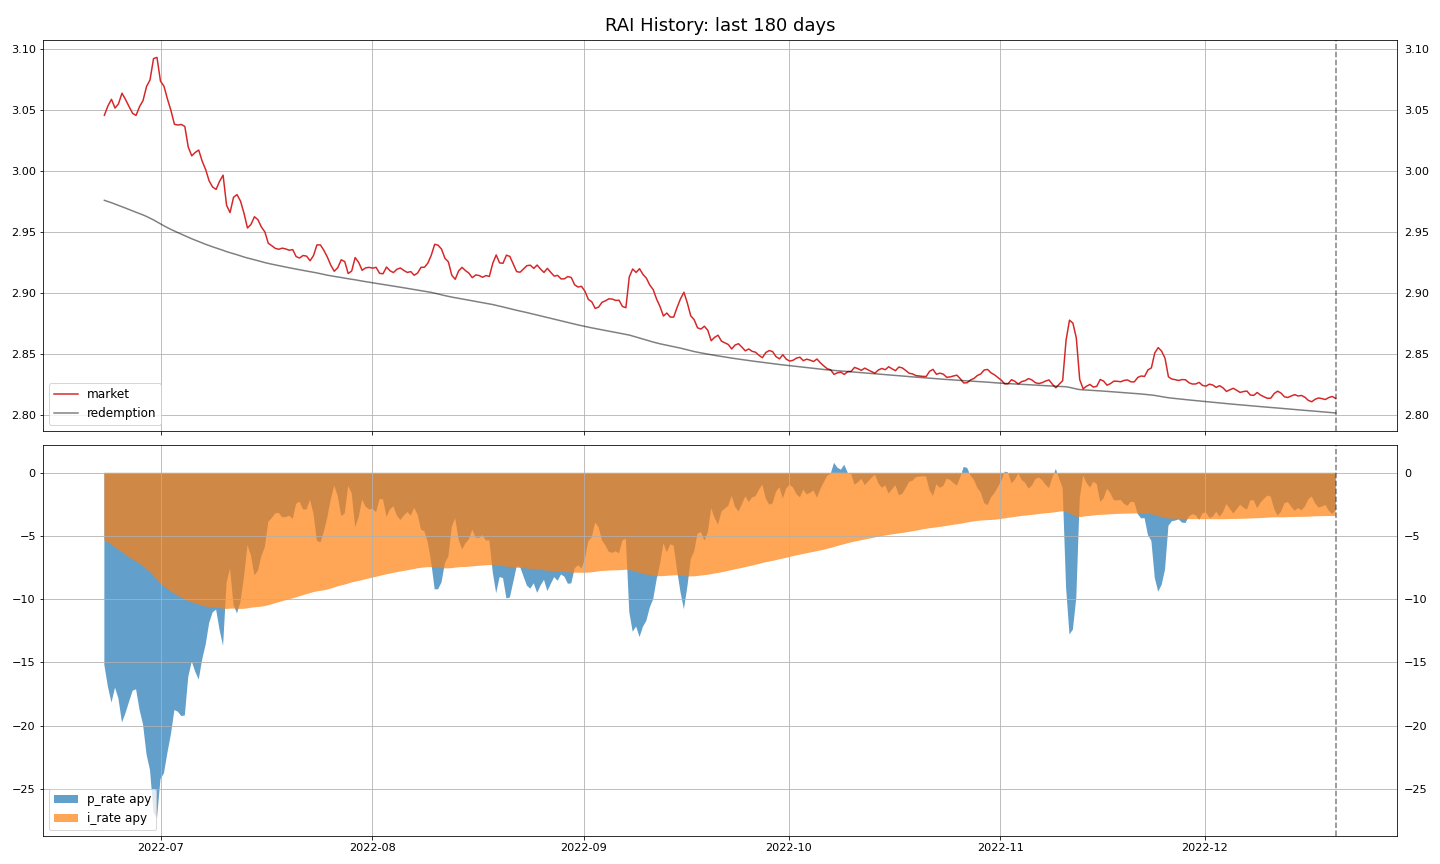 RAI History: last 180 days
3.10 3.10
3.05 3.05
3.00 3.00
2.95 2.95
2.90 2.90
2.85 2.85
2.80 2.80
market
redemption
0 0
−5 −5
−10 −10
−15 −15
−20 −20
−25 −25
p_rate apy
i_rate apy
2022-07 2022-08 2022-09 2022-10 2022-11 2022-12